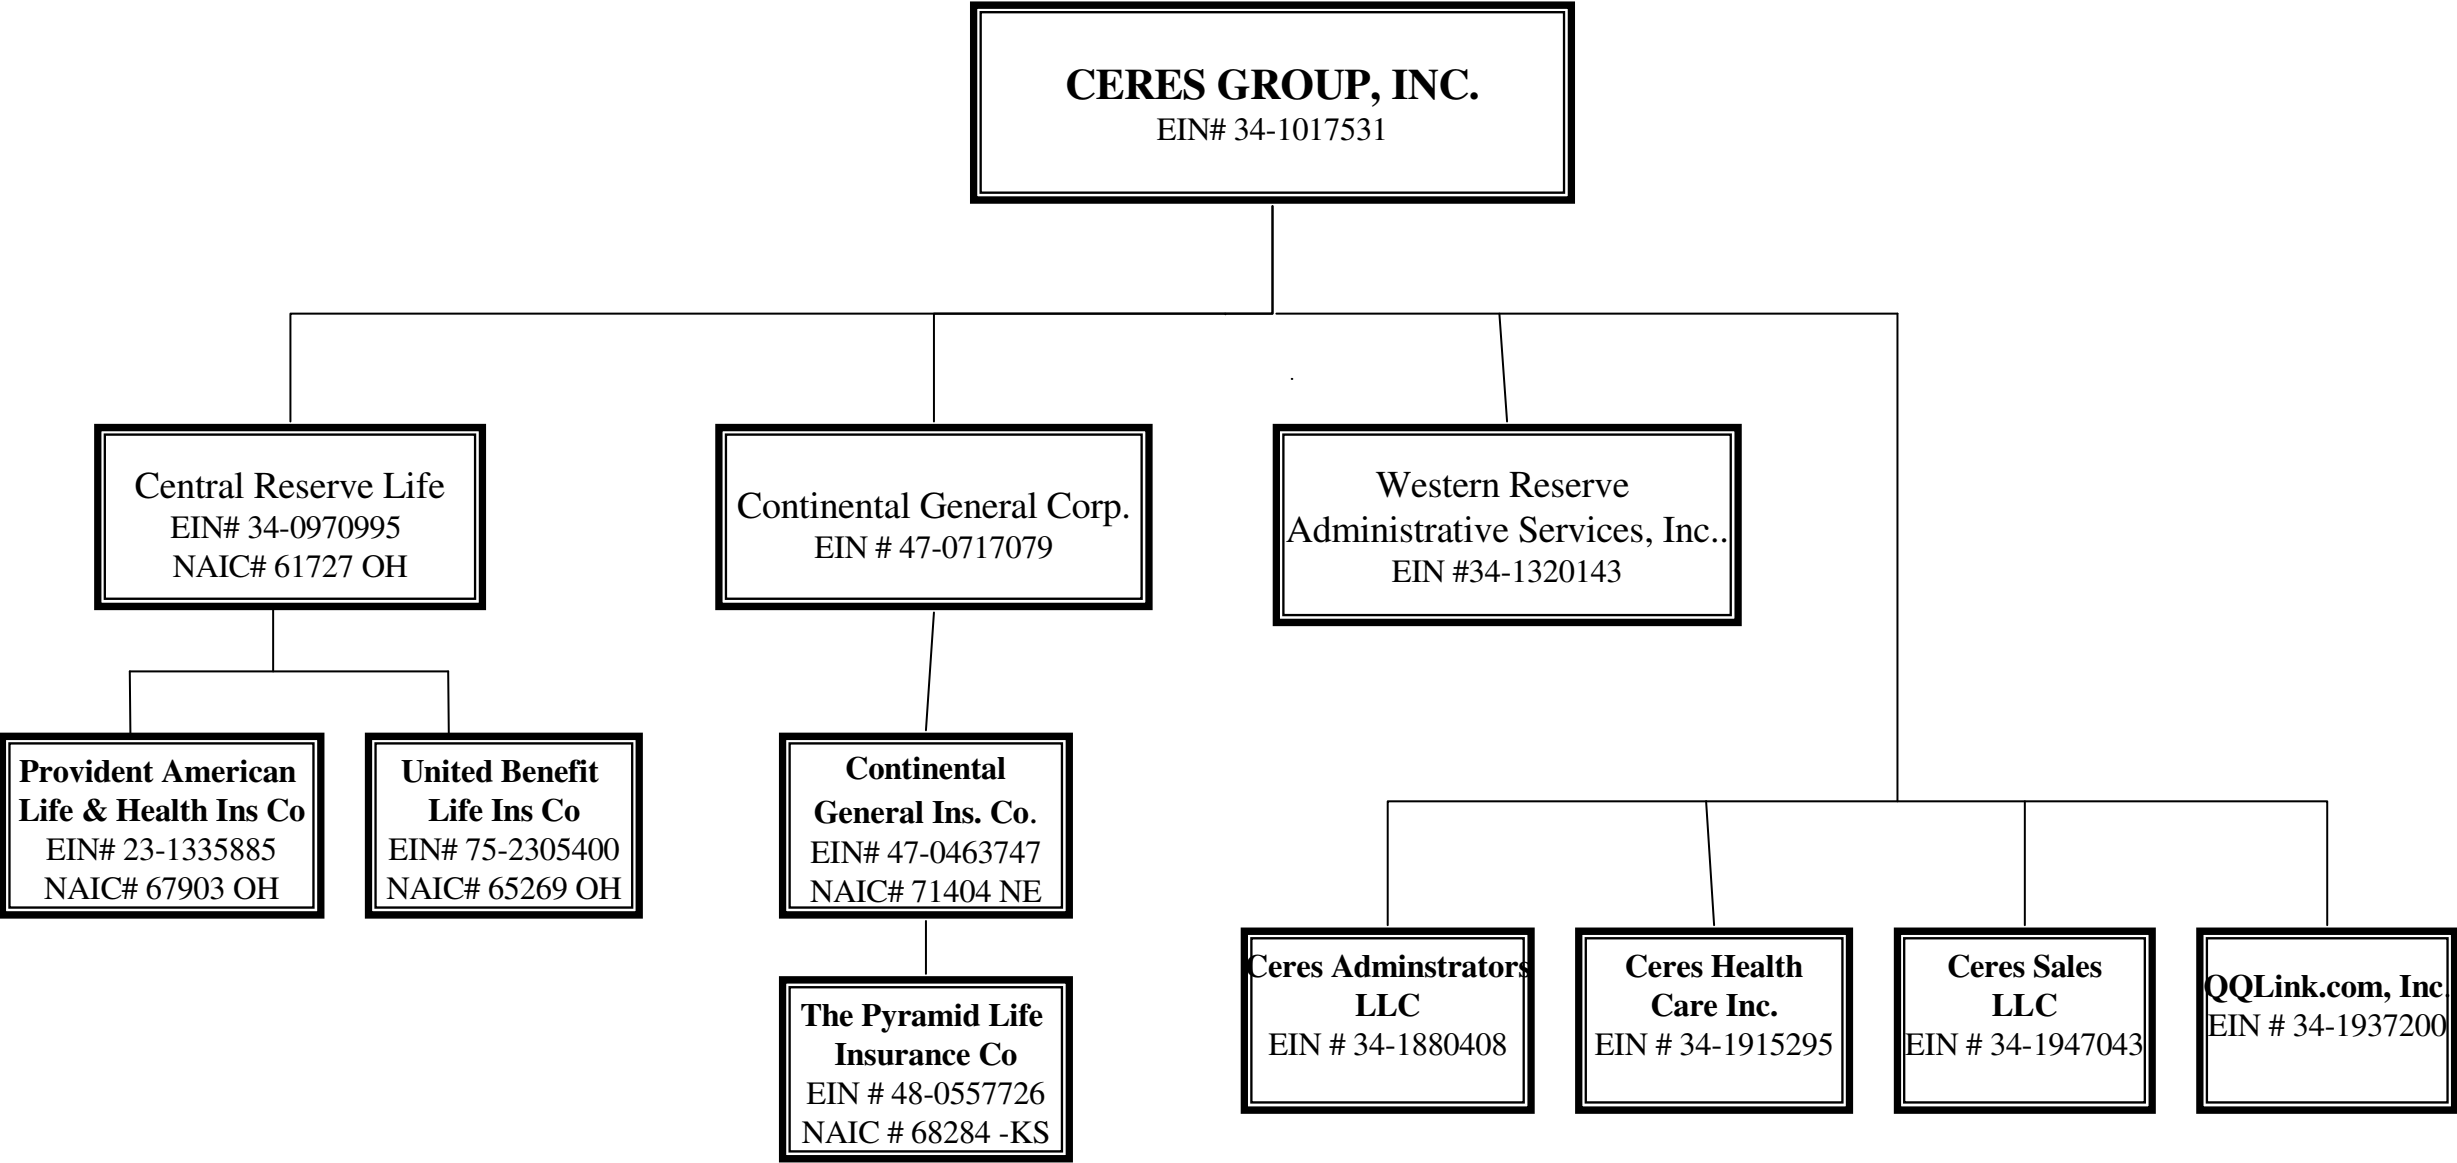 CERES GROUP, INC.
EIN# 34-1017531
Central Reserve Life
EIN# 34-0970995
NAIC# 61727 OH
Continental General Corp.
EIN # 47-0717079
Western Reserve
Administrative Services, Inc..
EIN #34-1320143
Provident American
Life & Health Ins Co
EIN# 23-1335885
NAIC# 67903 OH
United Benefit
Life Ins Co
EIN# 75-2305400
NAIC# 65269 OH
Continental
General Ins. Co.
EIN# 47-0463747
NAIC# 71404 NE
The Pyramid Life
Insurance Co
EIN # 48-0557726
NAIC # 68284 -KS
Ceres Adminstrators
LLC
EIN # 34-1880408
Ceres Health
Care Inc.
EIN # 34-1915295
Ceres Sales
LLC
EIN # 34-1947043
QQLink.com, Inc.
EIN # 34-1937200